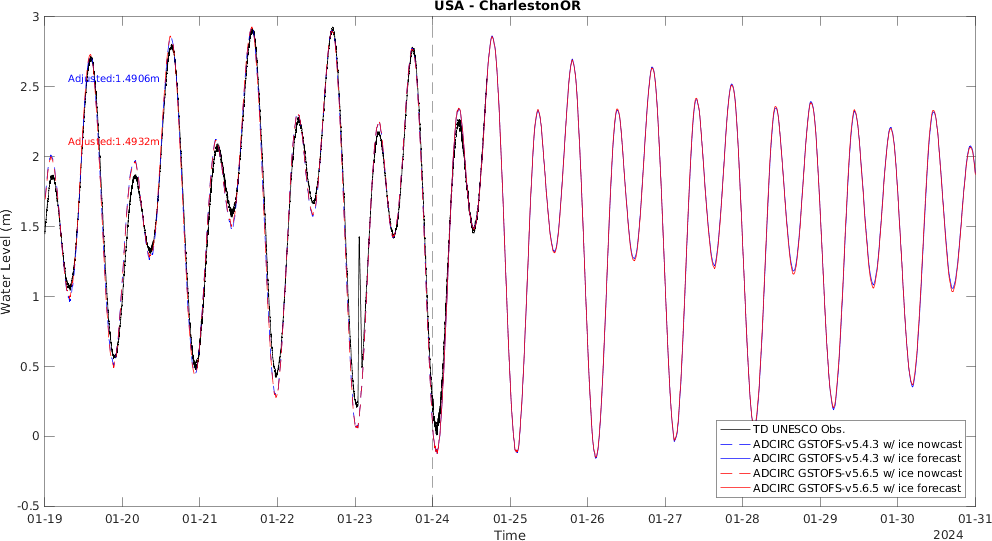 USA - CharlestonOR
3
2.5
2
1.5
1
0.5
0
-0.5
Water Level (m)
Adjusted:1.4906m
Adjusted:1.4932m
TD UNESCO Obs.
ADCIRC GSTOFS-v5.4.3 w/ ice nowcast
ADCIRC GSTOFS-v5.4.3 w/ ice forecast
ADCIRC GSTOFS-v5.6.5 w/ ice nowcast
ADCIRC GSTOFS-v5.6.5 w/ ice forecast
01-19 01-20 01-21 01-22 01-23 01-24 01-25 01-26 01-27 01-28 01-29 01-30 01-31
Time
2024